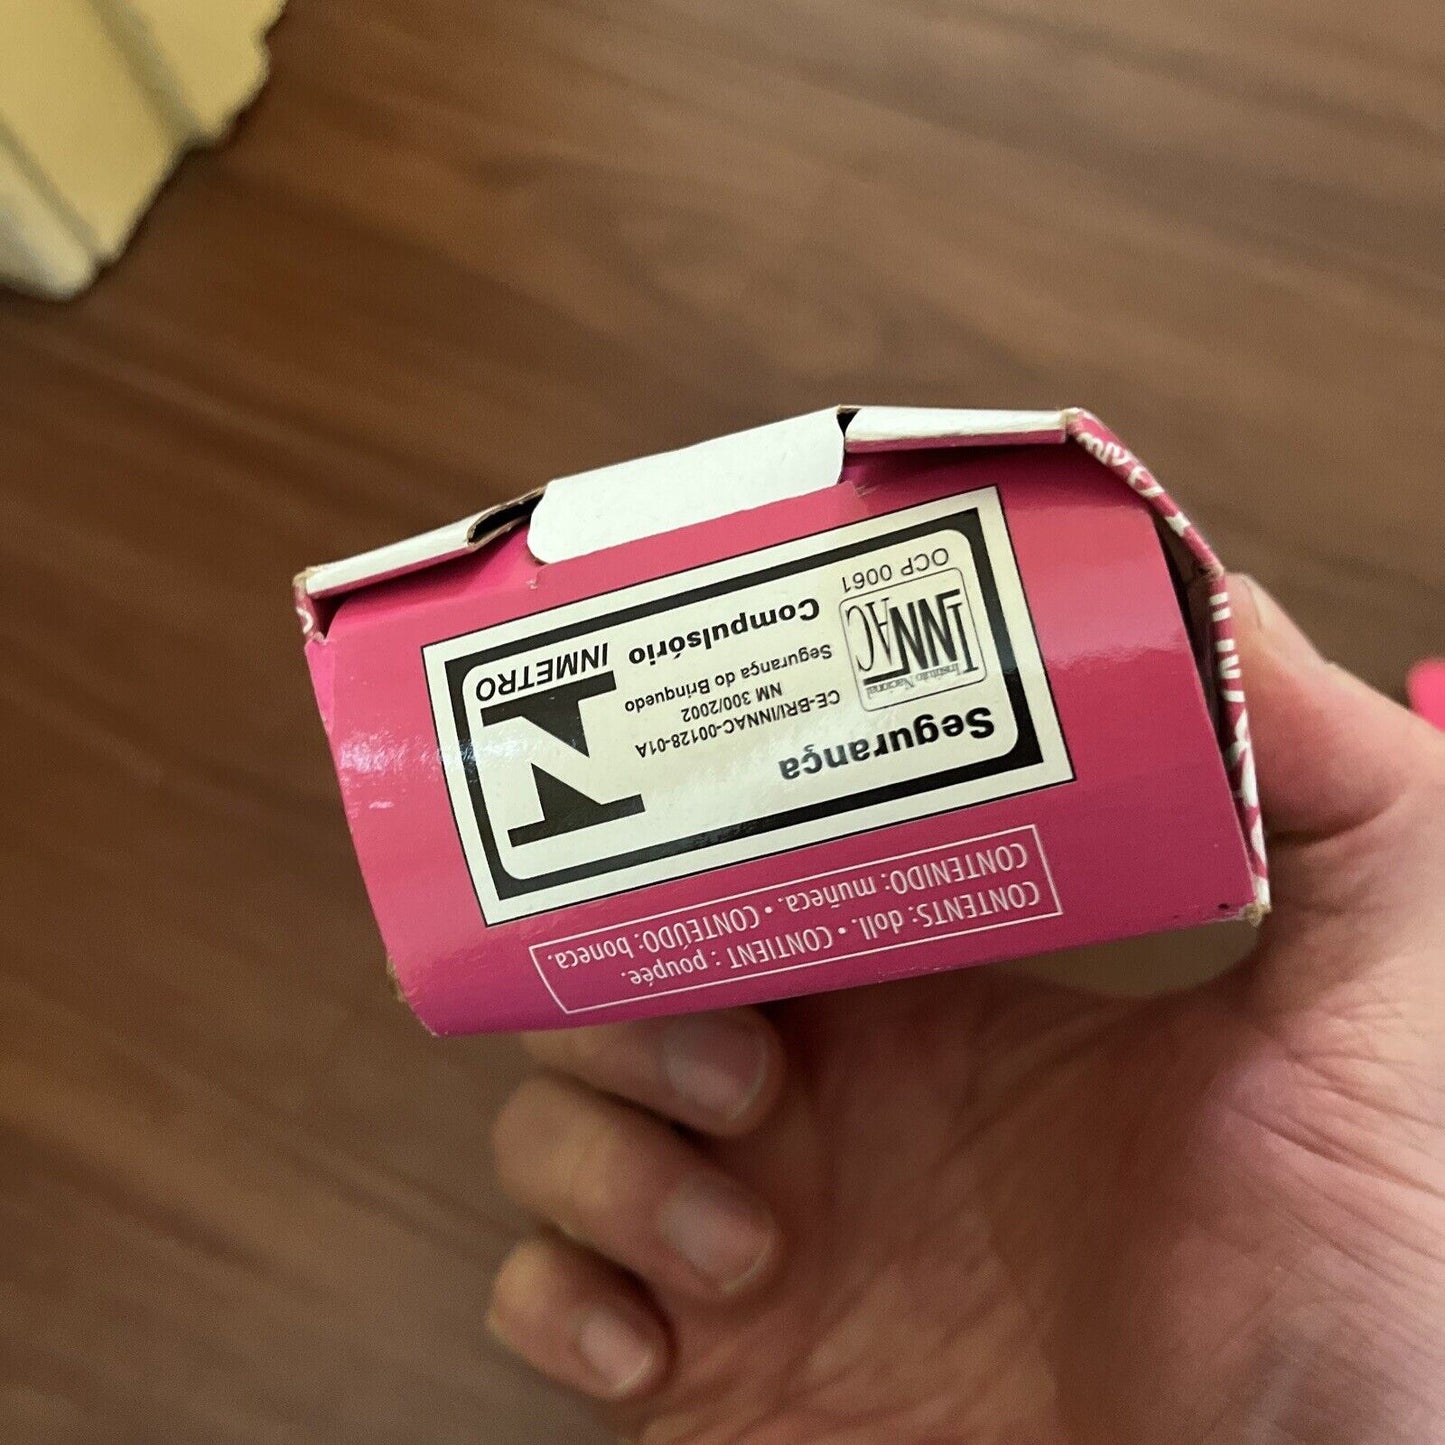 CONTENTS: doll. • CONTIENT : poupée.
CONTENIDO: muñeca. • CONTEÚDO: boneca.
Segurança
Instituto Nacional
INNAC
OCP 0061
CE-BRI/INNAC-00128-01A
NM 300/2002
Segurança do Brinquedo
Compulsório
INMETRO